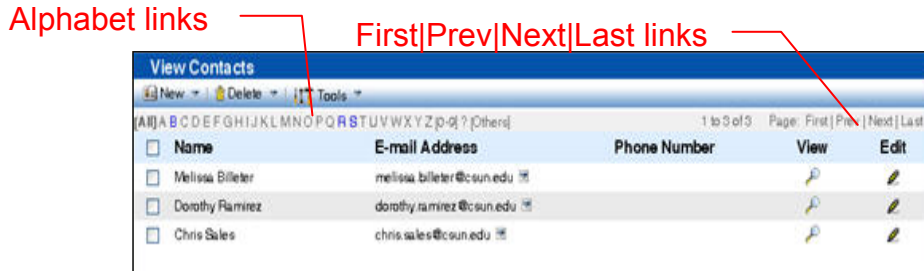 Alphabet links
First|Prev|Next|Last links
View Contacts
New Delete Tools
[All] A B C D E F G H I J K L M N O P Q R S T U V W X Y Z [0-9] ? [Others] 1 to 3 of 3 Page: First | Prev | Next | Last
Name E-mail Address Phone Number View Edit
Melissa Billeter melissa.billeter@csun.edu
Dorothy Ramirez dorothy.ramirez@csun.edu
Chris Sales chris.sales@csun.edu